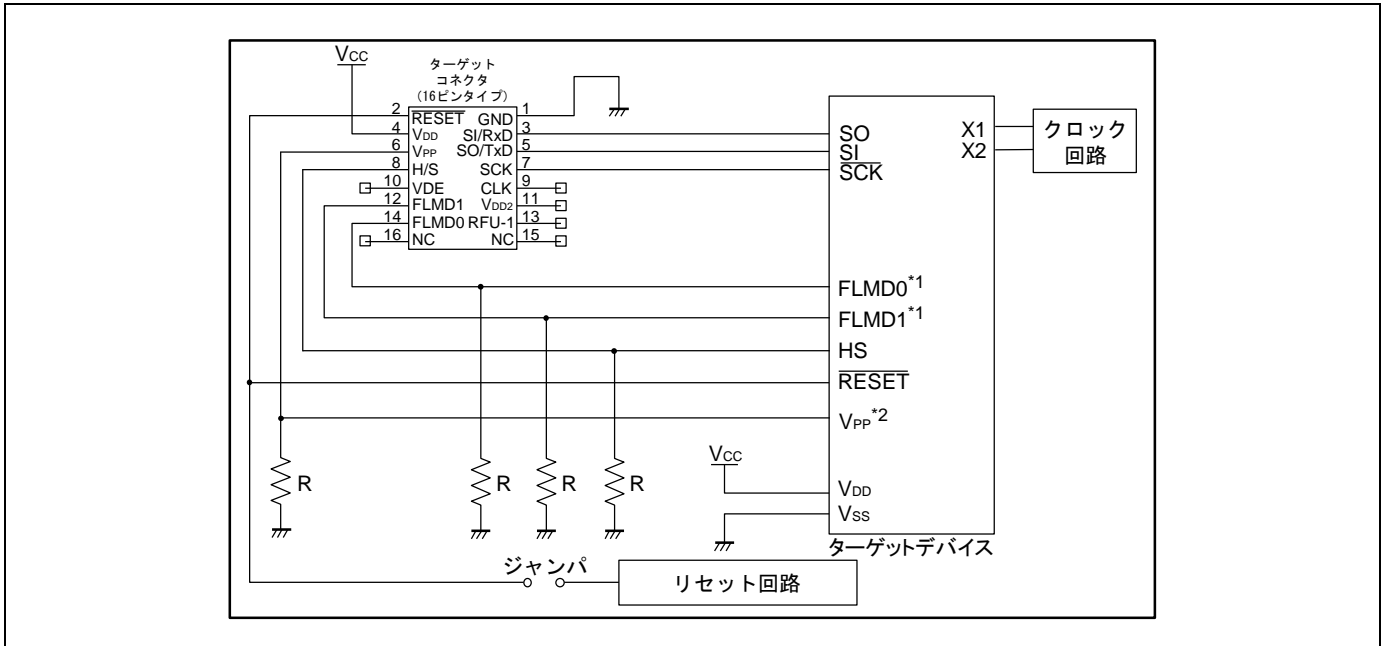 Vcc
ターゲット
コネクタ
(16ピンタイプ)
2 RESET GND 1
4 VDD SI/RxD 3
6 VPP SO/TxD 5
8 H/S SCK 7
10 VDE CLK 9
12 FLMD1 VDD2 11
14 FLMD0 RFU-1 13
16 NC NC 15
SO
SI
SCK
X1
X2
クロック
回路
FLMD0*1
FLMD1*1
HS
RESET
VPP*2
R
R
R
R
Vcc
VDD
Vss
ターゲットデバイス
ジャンパ
リセット回路